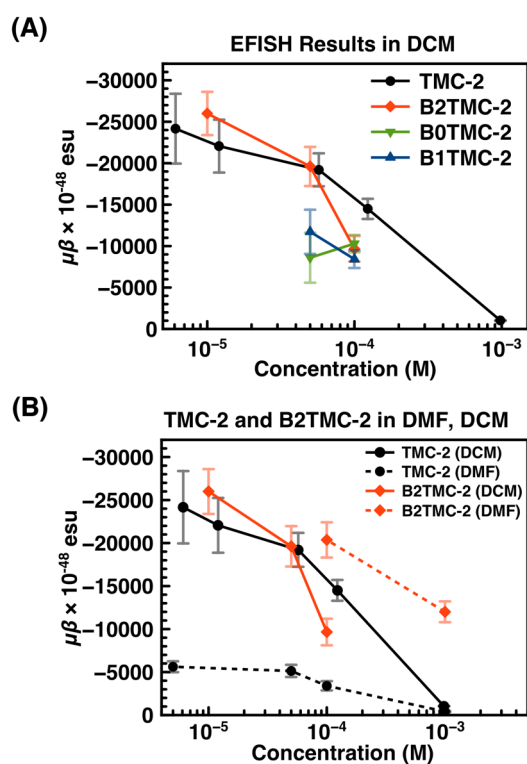 (A)
EFISH Results in DCM
μβ × 10⁻⁴⁸ esu
−30000
−25000
−20000
−15000
−10000
−5000
0
TMC-2
B2TMC-2
B0TMC-2
B1TMC-2
10⁻⁵
10⁻⁴
10⁻³
Concentration (M)
(B)
TMC-2 and B2TMC-2 in DMF, DCM
μβ × 10⁻⁴⁸ esu
−30000
−25000
−20000
−15000
−10000
−5000
0
TMC-2 (DCM)
TMC-2 (DMF)
B2TMC-2 (DCM)
B2TMC-2 (DMF)
10⁻⁵
10⁻⁴
10⁻³
Concentration (M)